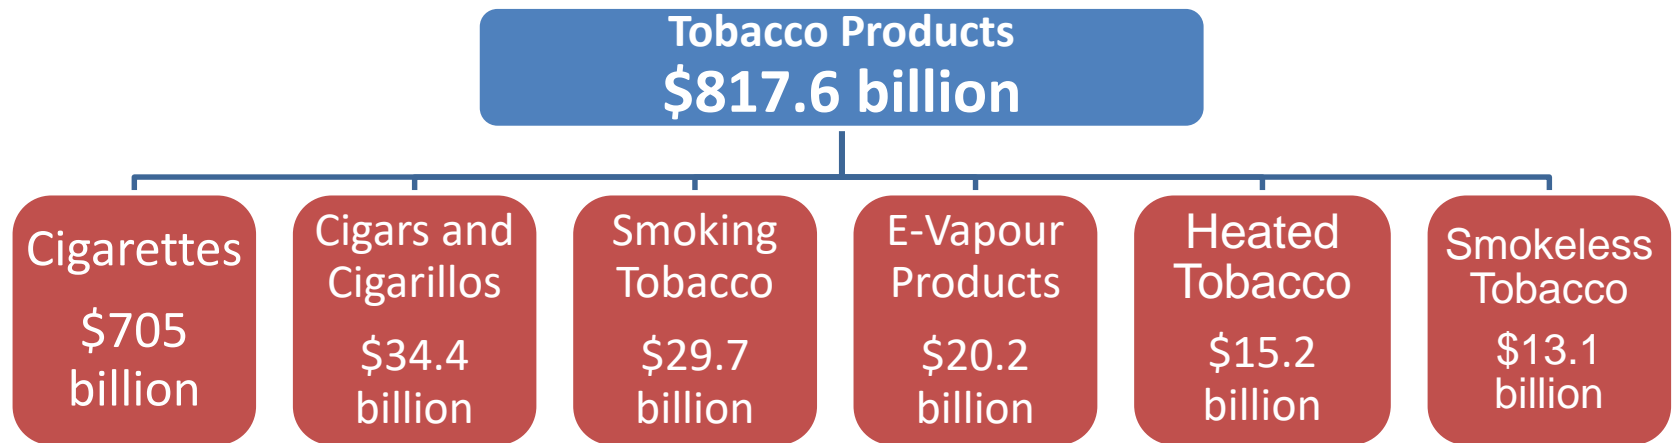 Tobacco Products
$817.6 billion
Cigarettes
$705
billion
Cigars and
Cigarillos
$34.4
billion
Smoking
Tobacco
$29.7
billion
E-Vapour
Products
$20.2
billion
Heated
Tobacco
$15.2
billion
Smokeless
Tobacco
$13.1
billion